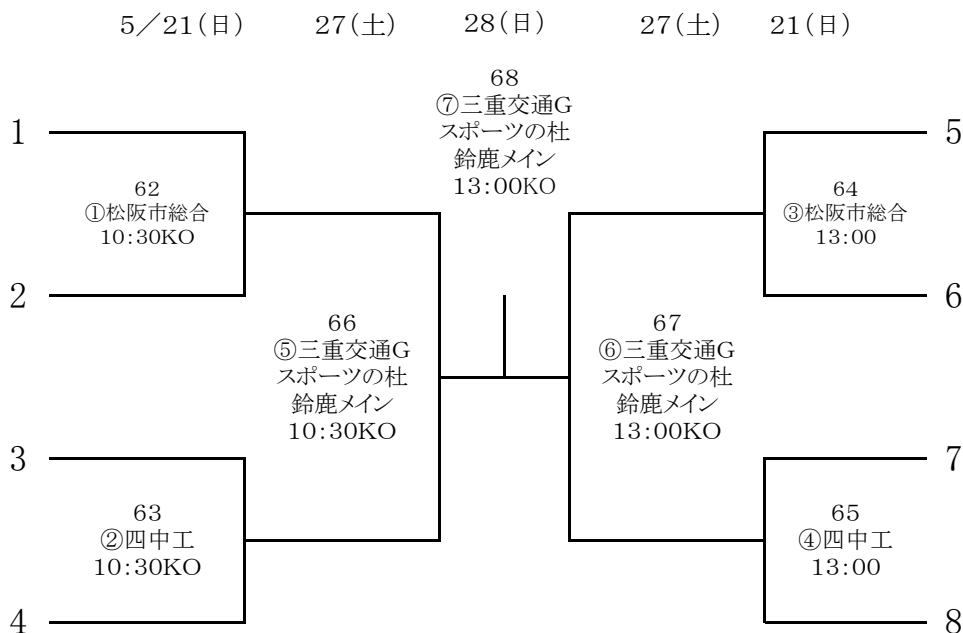 5／21(日) 27(土) 28(日) 27(土) 21(日)
68
⑦三重交通G
スポーツの杜
鈴鹿メイン
13:00KO
1
62
①松阪市総合
10:30KO
2
66
⑤三重交通G
スポーツの杜
鈴鹿メイン
10:30KO
3
63
②四中工
10:30KO
4
5
64
③松阪市総合
13:00
6
67
⑥三重交通G
スポーツの杜
鈴鹿メイン
13:00KO
7
65
④四中工
13:00
8